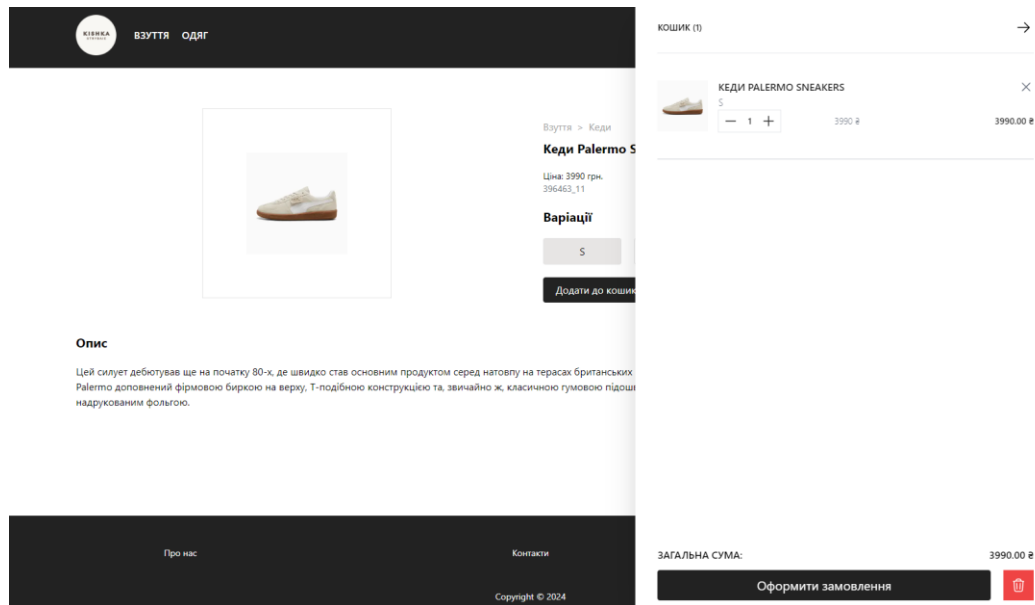 KISHKA
ВЗУТТЯ ОДЯГ
Взуття > Кеди
Кеди Palermo S
Ціна: 3990 грн.
396463_11
Варіації
S
Додати до кошик
Опис
Цей силует дебютував ще на початку 80-х, де швидко став основним продуктом серед натовпу на терасах британських
Palermo доповнений фірмовою биркою на верху, Т-подібною конструкцією та, звичайно ж, класичною гумовою підош
надрукованим фольгою.
Про нас
Контакти
Copyright © 2024
КОШИК (1)
КЕДИ PALERMO SNEAKERS
S
1
3990 ₴
3990.00 ₴
ЗАГАЛЬНА СУМА:
3990.00 ₴
Оформити замовлення